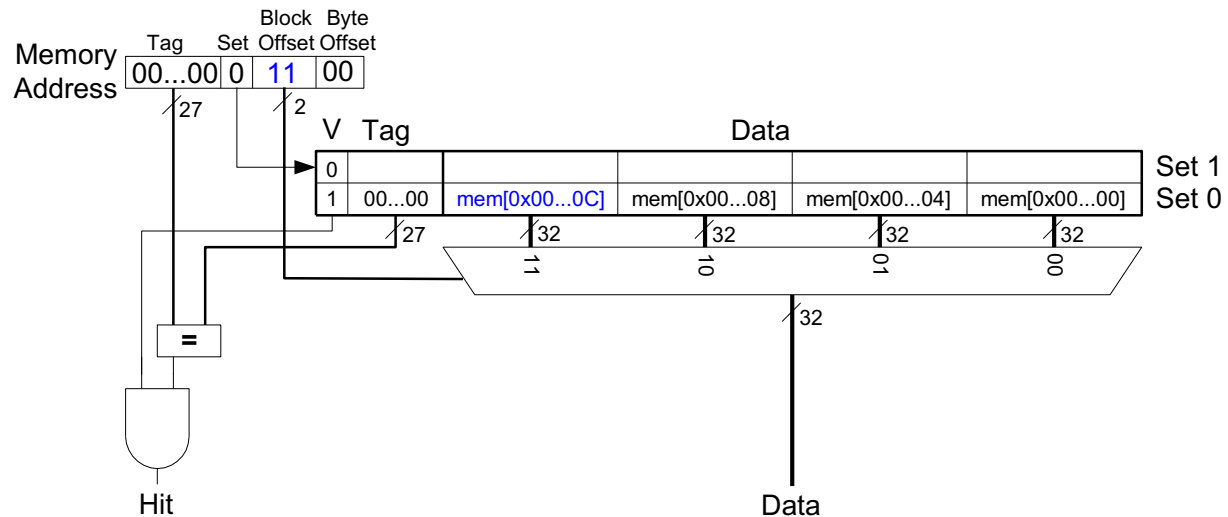 Block Byte
Tag Set Offset Offset
Memory Address 00...00 0 11 00
27 2
V Tag Data
0 Set 1
1 00...00 mem[0x00...0C] mem[0x00...08] mem[0x00...04] mem[0x00...00] Set 0
27 32 32 32 32
11 10 01 00
32
=
Hit Data